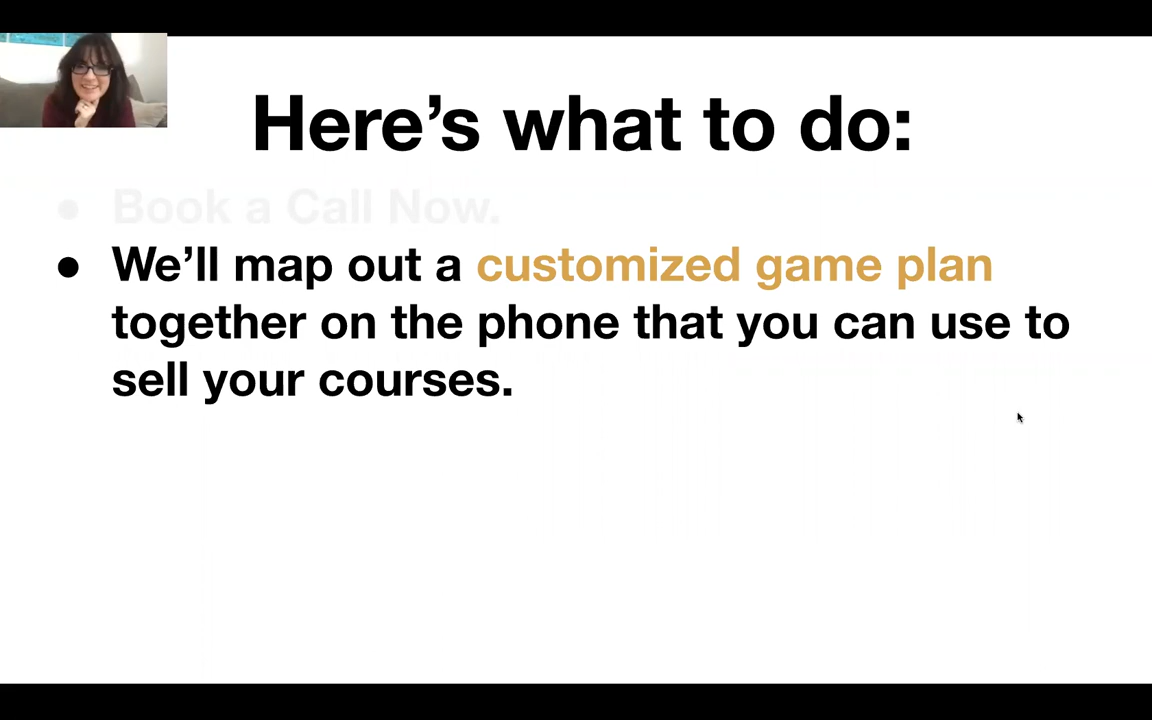 Here’s what to do:
● Book a Call Now.
● We’ll map out a customized game plan
together on the phone that you can use to
sell your courses.